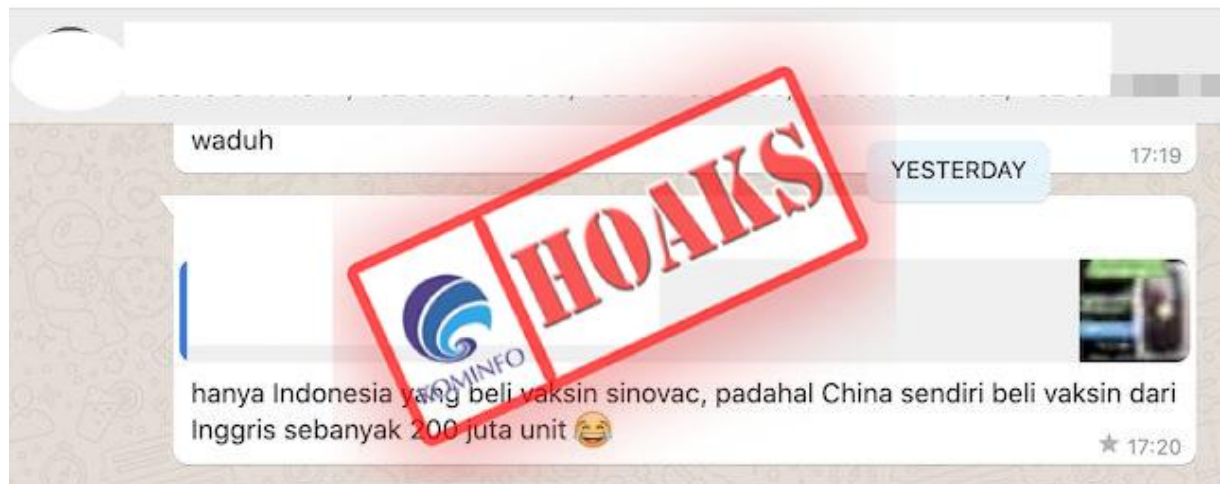 waduh
17:19
YESTERDAY
HOAKS
KOMINFO
hanya Indonesia yang beli vaksin sinovac, padahal China sendiri beli vaksin dari
Inggris sebanyak 200 juta unit 😂
17:20